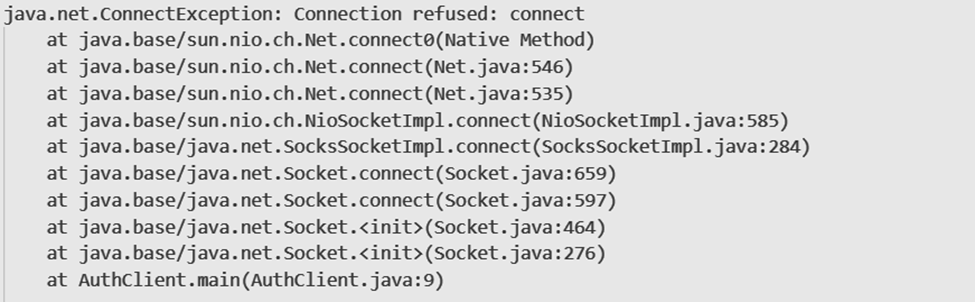 java.net.ConnectException: Connection refused: connect
at java.base/sun.nio.ch.Net.connect0(Native Method)
at java.base/sun.nio.ch.Net.connect(Net.java:546)
at java.base/sun.nio.ch.Net.connect(Net.java:535)
at java.base/sun.nio.ch.NioSocketImpl.connect(NioSocketImpl.java:585)
at java.base/java.net.SocksSocketImpl.connect(SocksSocketImpl.java:284)
at java.base/java.net.Socket.connect(Socket.java:659)
at java.base/java.net.Socket.connect(Socket.java:597)
at java.base/java.net.Socket.<init>(Socket.java:464)
at java.base/java.net.Socket.<init>(Socket.java:276)
at AuthClient.main(AuthClient.java:9)